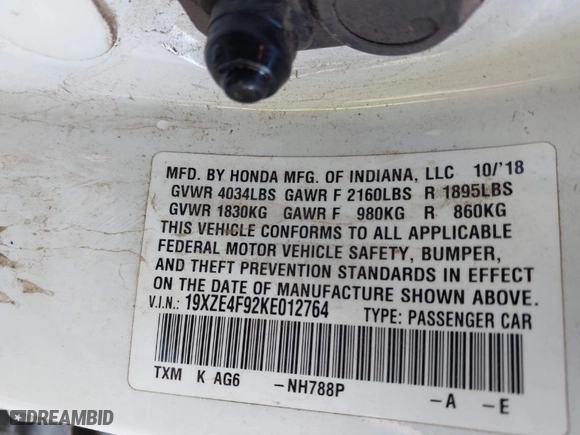 MFD. BY HONDA MFG. OF INDIANA, LLC 10/'18
GVWR 4034LBS GAWR F 2160LBS R 1895LBS
GVWR 1830KG GAWR F 980KG R 860KG
THIS VEHICLE CONFORMS TO ALL APPLICABLE
FEDERAL MOTOR VEHICLE SAFETY, BUMPER,
AND THEFT PREVENTION STANDARDS IN EFFECT
ON THE DATE OF MANUFACTURE SHOWN ABOVE.
V.I.N.: 19XZE4F92KE012764 TYPE: PASSENGER CAR
TXM K AG6 -NH788P -A -E
DREAMBID